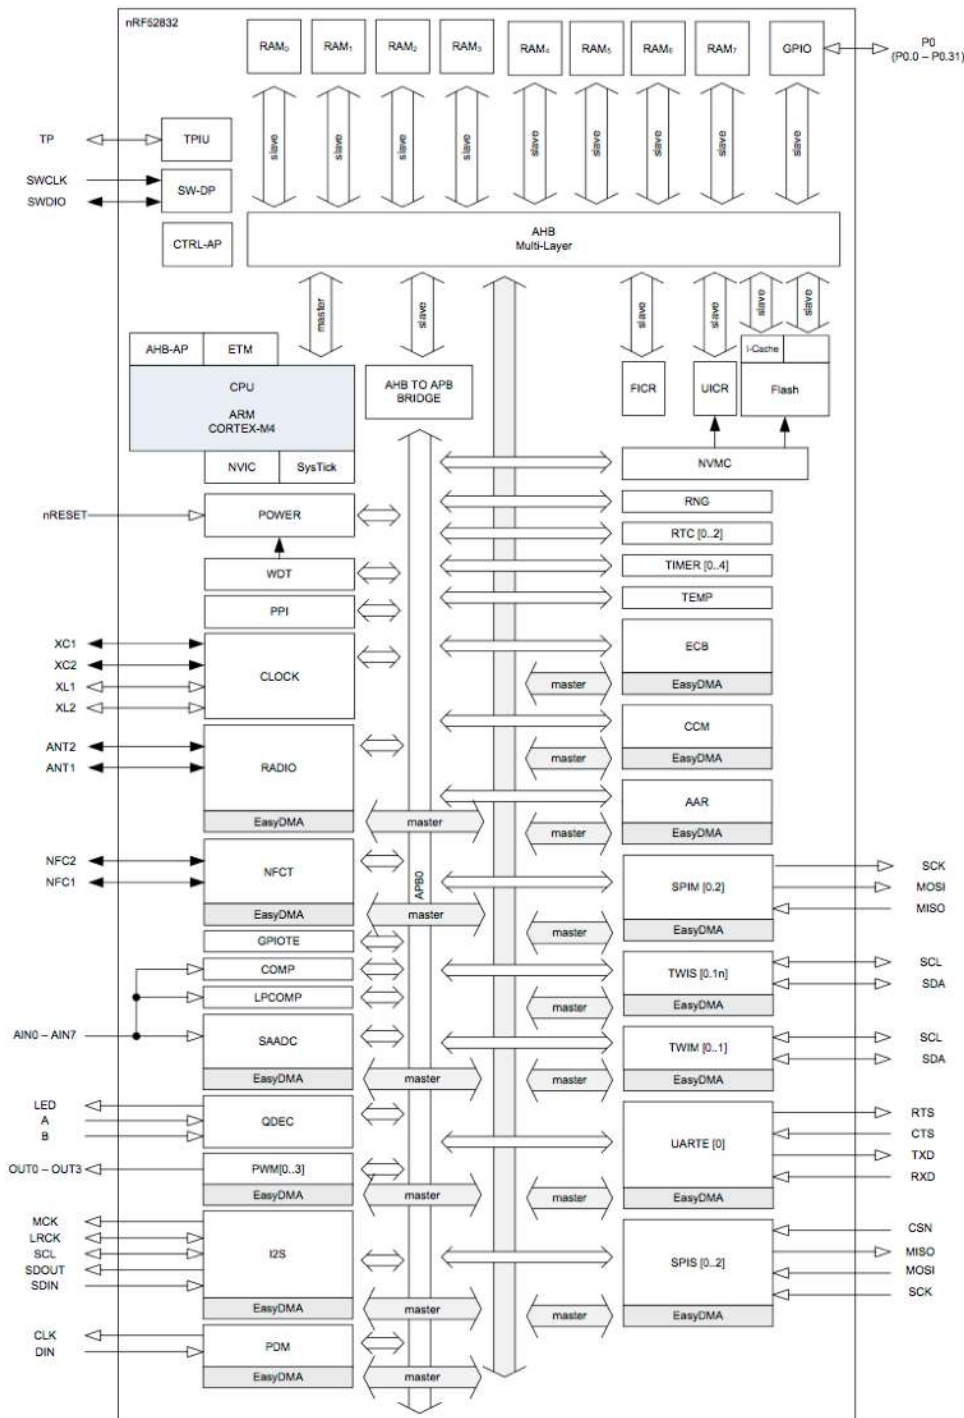 nRF52832
RAM0 RAM1 RAM2 RAM3 RAM4 RAM5 RAM6 RAM7 GPIO
P0
(P0.0 – P0.31)
slave slave slave slave slave slave slave slave slave
TP TPIU
SWCLK
SW-DP
SWDIO
CTRL-AP
AHB
Multi-Layer
master slave slave slave slave slave
AHB-AP ETM
I-Cache
CPU
ARM
CORTEX-M4
AHB TO APB
BRIDGE
FICR UICR Flash
NVIC SysTick
NVMC
nRESET POWER
RNG
RTC [0..2]
WDT
TIMER [0..4]
PPI
TEMP
XC1
XC2
XL1
XL2
CLOCK
ECB
master EasyDMA
ANT2
ANT1
RADIO
CCM
master EasyDMA
AAR
EasyDMA master
master EasyDMA
NFC2
NFC1
NFCT
APB0
EasyDMA master
SPIM [0.2]
SCK
MOSI
MISO
master EasyDMA
GPIOTE
COMP
LPCOMP
TWIS [0.1n]
SCL
SDA
master EasyDMA
AIN0 – AIN7 SAADC
EasyDMA master
TWIM [0..1]
SCL
SDA
master EasyDMA
LED
A
B
QDEC
UARTE [0]
RTS
CTS
TXD
RXD
master EasyDMA
OUT0 – OUT3 PWM[0..3]
EasyDMA master
MCK
LRCK
SCL
SDOUT
SDIN
I2S
EasyDMA master
SPIS [0..2]
CSN
MISO
MOSI
SCK
master EasyDMA
CLK
DIN
PDM
EasyDMA master